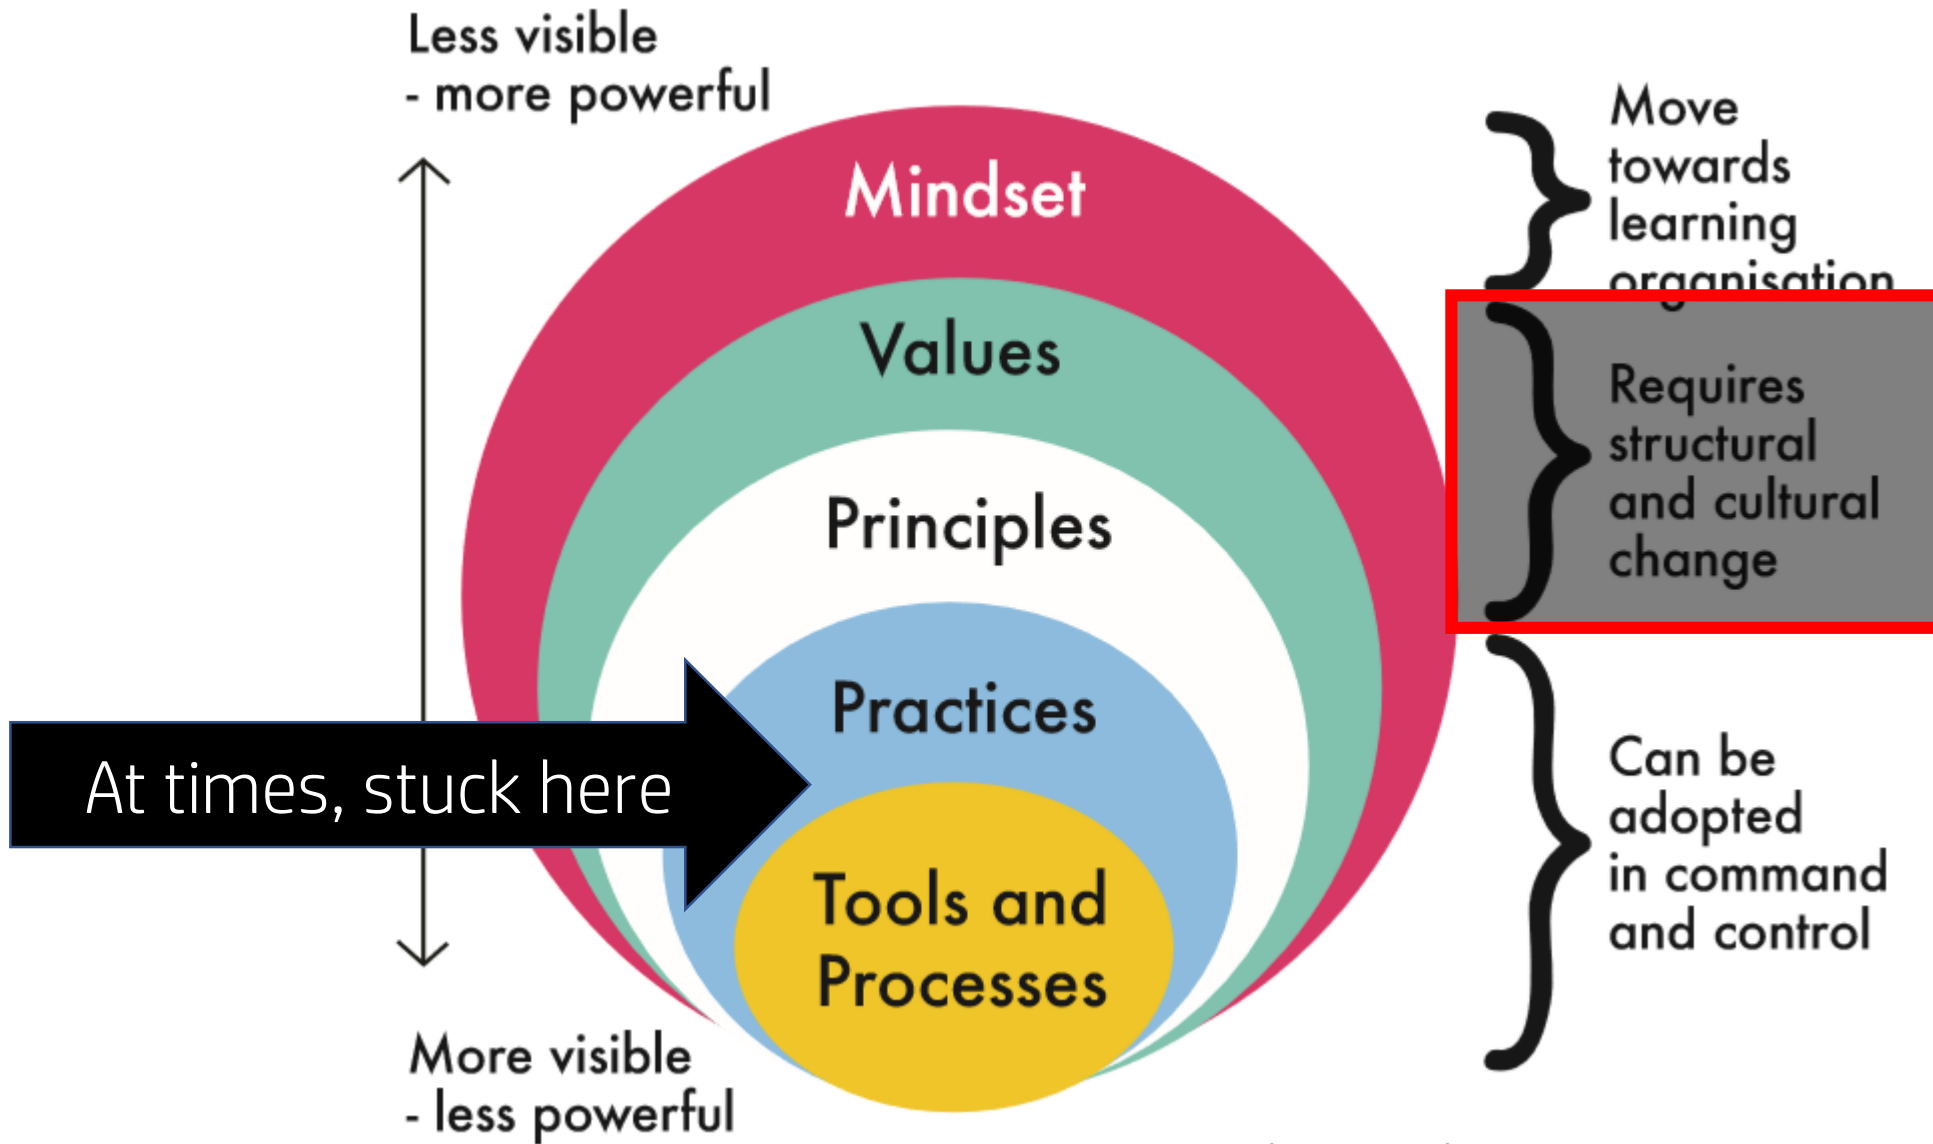 Less visible
- more powerful
Mindset
Values
Principles
Practices
Tools and
Processes
At times, stuck here
More visible
- less powerful
Move
towards
learning
organisation
Requires
structural
and cultural
change
Can be
adopted
in command
and control